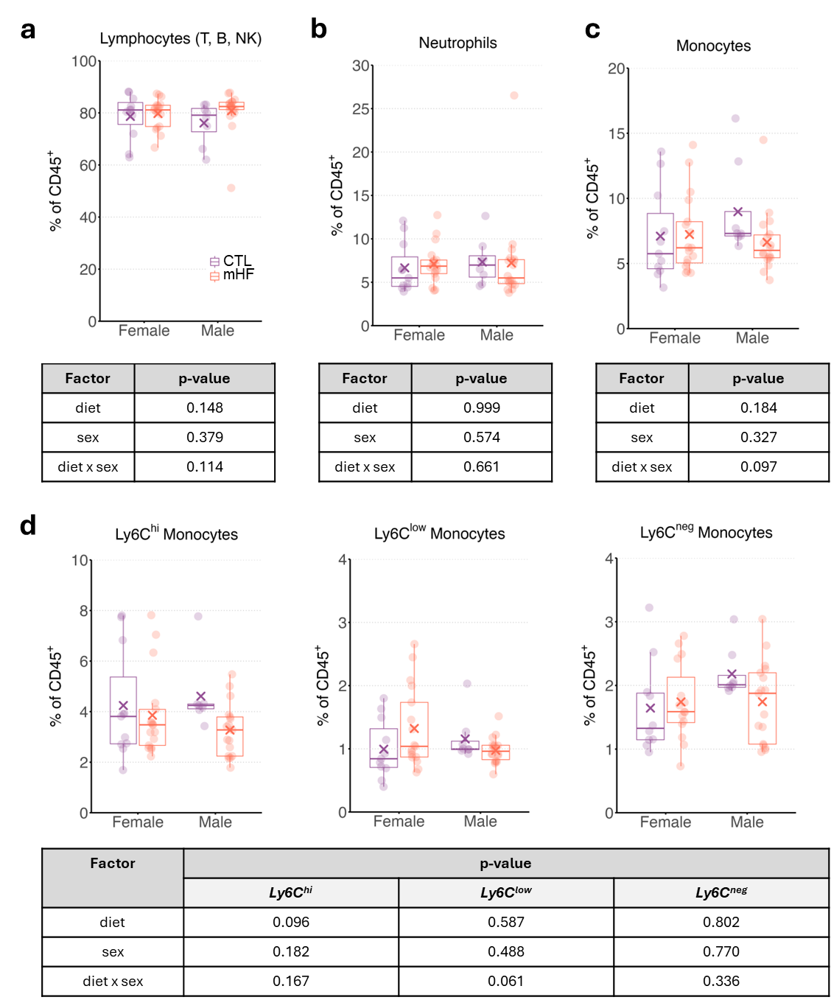 a
Lymphocytes (T, B, NK)
% of CD45⁺
100
80
60
40
20
0
CTL
mHF
Female Male
b
Neutrophils
% of CD45⁺
30
25
20
15
10
5
0
Female Male
c
Monocytes
% of CD45⁺
20
15
10
5
0
Female Male
Factor p-value
diet 0.148
sex 0.379
diet x sex 0.114
Factor p-value
diet 0.999
sex 0.574
diet x sex 0.661
Factor p-value
diet 0.184
sex 0.327
diet x sex 0.097
d
Ly6Cʰⁱ Monocytes
% of CD45⁺
10
8
6
4
2
0
Female Male
Ly6Cˡᵒʷ Monocytes
% of CD45⁺
4
3
2
1
0
Female Male
Ly6Cⁿᵉᵍ Monocytes
% of CD45⁺
4
3
2
1
0
Female Male
Factor p-value
Ly6Cʰⁱ Ly6Cˡᵒʷ Ly6Cⁿᵉᵍ
diet 0.096 0.587 0.802
sex 0.182 0.488 0.770
diet x sex 0.167 0.061 0.336